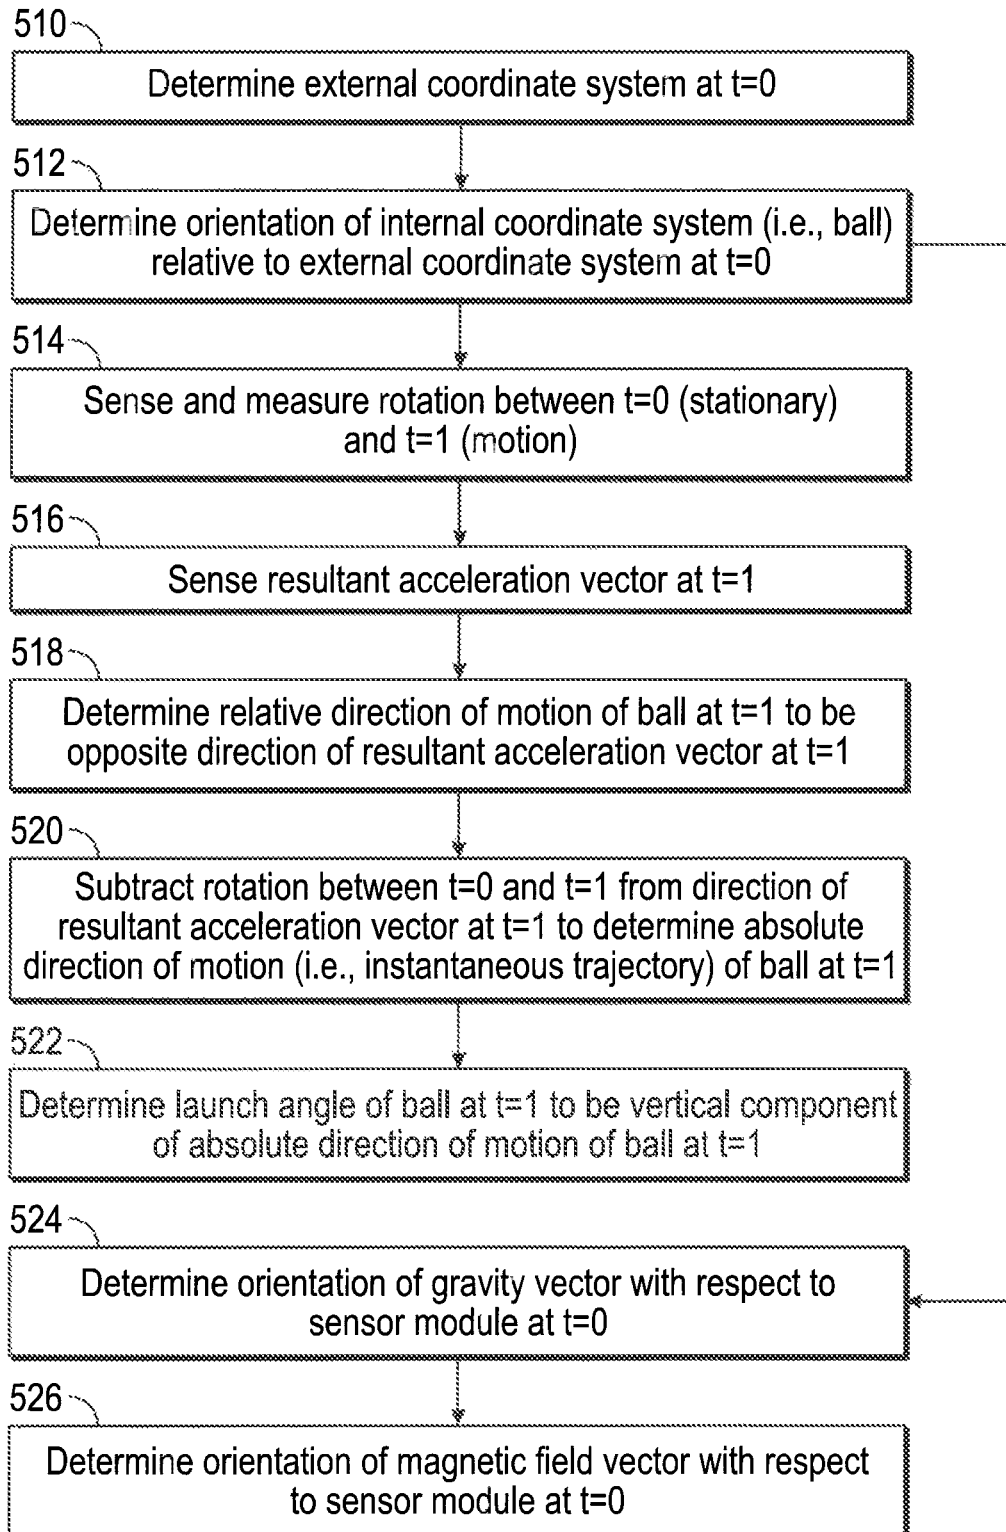 510
Determine external coordinate system at t=0
512
Determine orientation of internal coordinate system (i.e., ball)
relative to external coordinate system at t=0
514
Sense and measure rotation between t=0 (stationary)
and t=1 (motion)
516
Sense resultant acceleration vector at t=1
518
Determine relative direction of motion of ball at t=1 to be
opposite direction of resultant acceleration vector at t=1
520
Subtract rotation between t=0 and t=1 from direction of
resultant acceleration vector at t=1 to determine absolute
direction of motion (i.e., instantaneous trajectory) of ball at t=1
522
Determine launch angle of ball at t=1 to be vertical component
of absolute direction of motion of ball at t=1
524
Determine orientation of gravity vector with respect to
sensor module at t=0
526
Determine orientation of magnetic field vector with respect
to sensor module at t=0